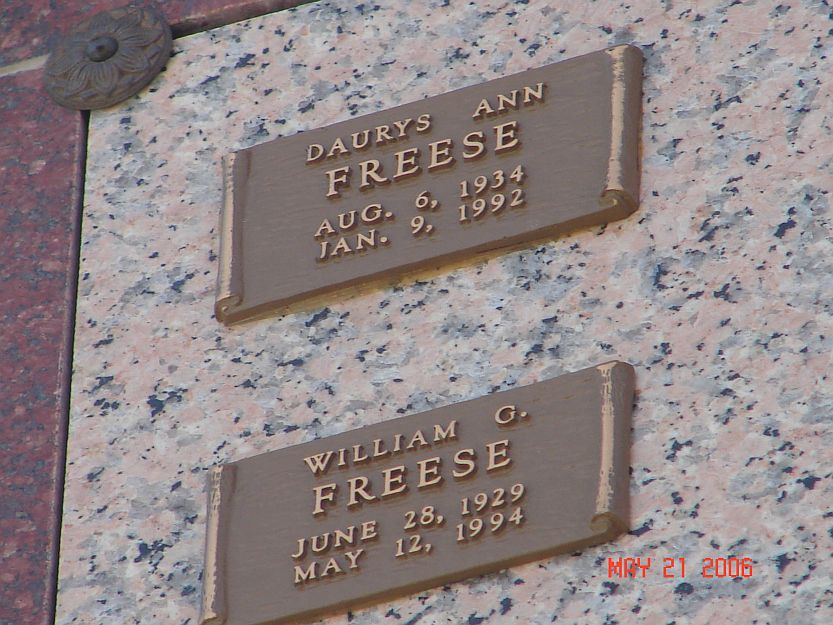 DAURYS ANN
FREESE
AUG. 6, 1934
JAN. 9, 1992
WILLIAM G.
FREESE
JUNE 28, 1929
MAY 12, 1994
MAY 21 2006